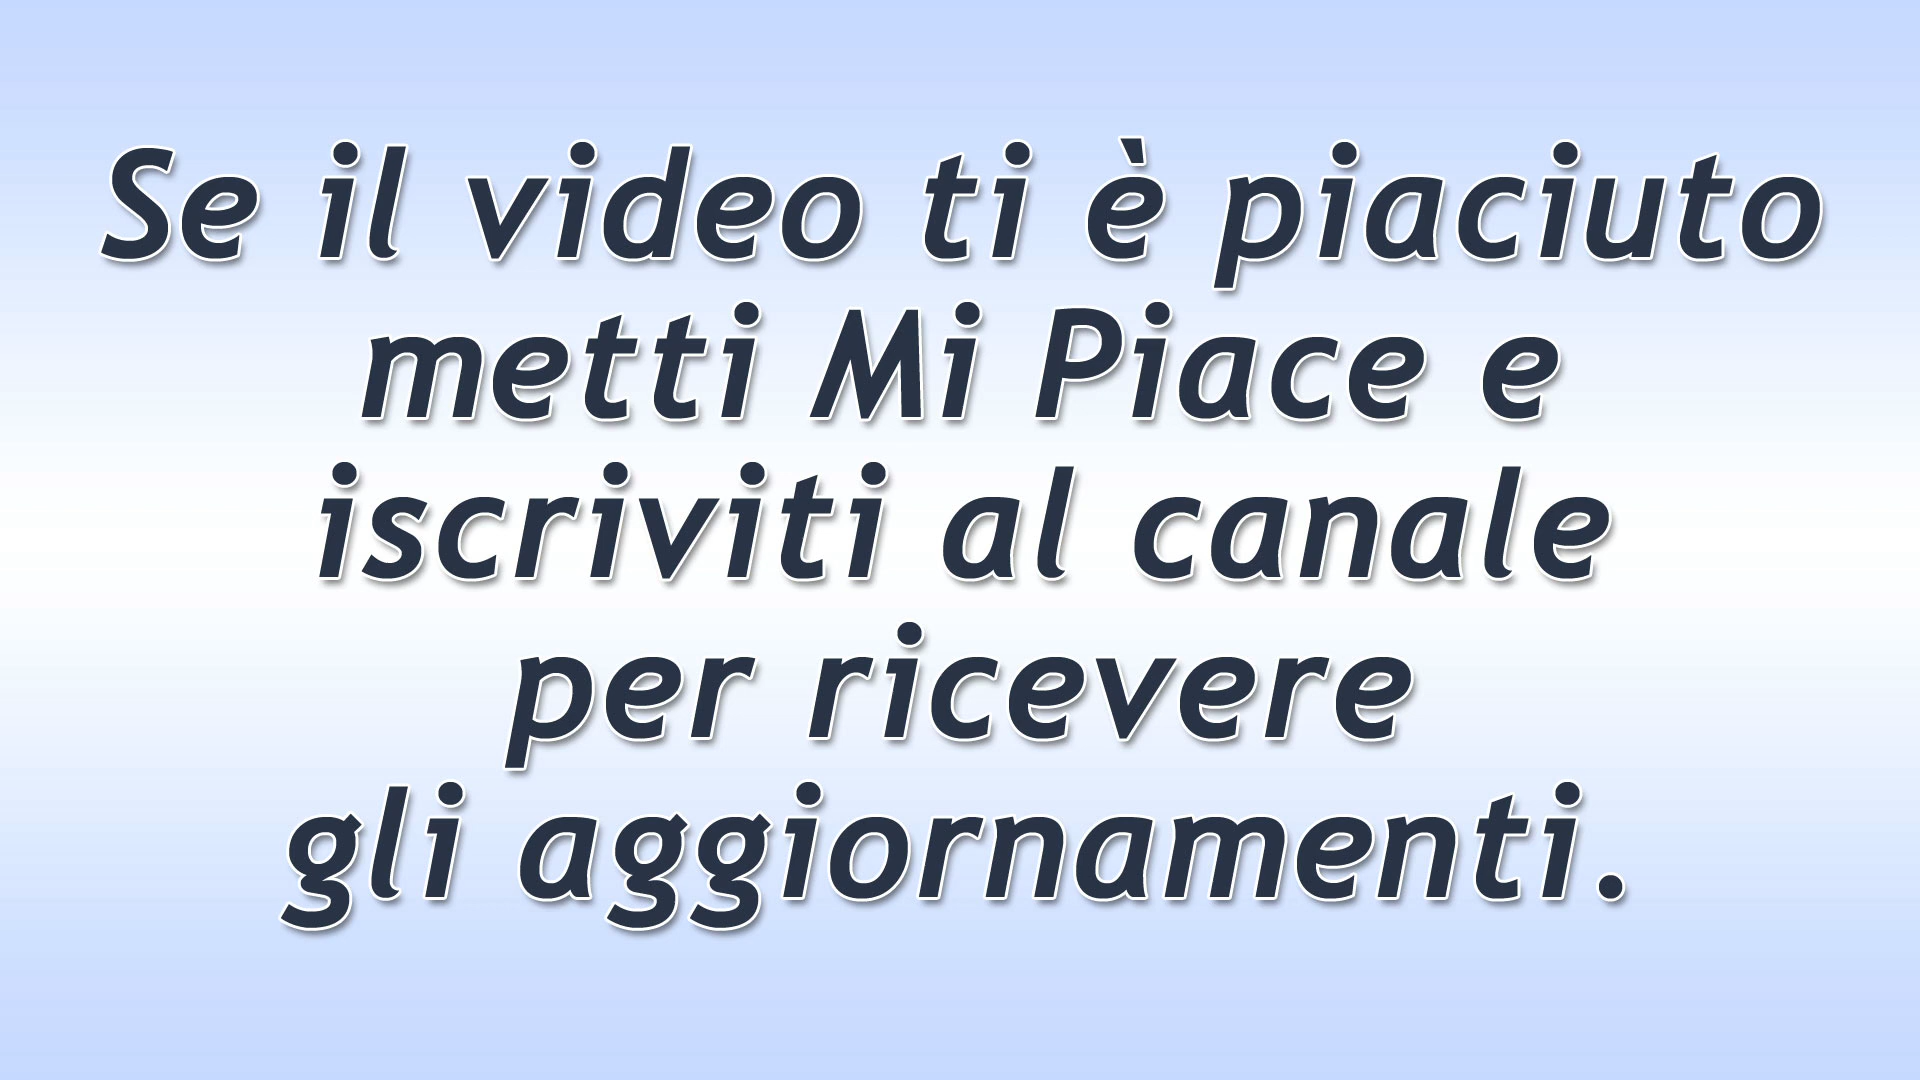 Se il video ti è piaciuto
metti Mi Piace e
iscriviti al canale
per ricevere
gli aggiornamenti.